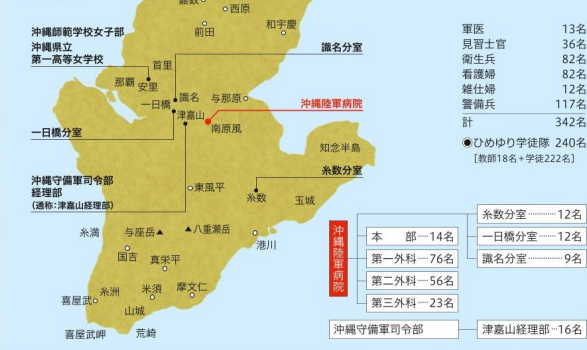 嘉数
西原
前田
和宇慶
沖縄師範学校女子部
沖縄県立
第一高等女学校
首里
那覇
安里
識名分室
識名
与那原
一日橋
津嘉山
沖縄陸軍病院
南原風
一日橋分室
知念半島
糸数分室
沖縄守備軍司令部
経理部
(通称:津嘉山経理部)
東風平
糸数
玉城
糸満
与座岳
八重瀬岳
港川
国吉
真栄平
糸洲
米須
摩文仁
喜屋武
山城
喜屋武岬
荒崎
軍医 13名
見習士官 36名
衛生兵 82名
看護婦 82名
雑仕婦 12名
警備兵 117名
計 342名
◉ひめゆり学徒隊 240名
[教師18名+学徒222名]
沖縄陸軍病院
本 部‥‥14名
第一外科‥‥76名
第二外科‥‥56名
第三外科‥‥23名
糸数分室‥‥‥‥12名
一日橋分室‥‥12名
識名分室‥‥‥‥9名
沖縄守備軍司令部
津嘉山経理部‥16名